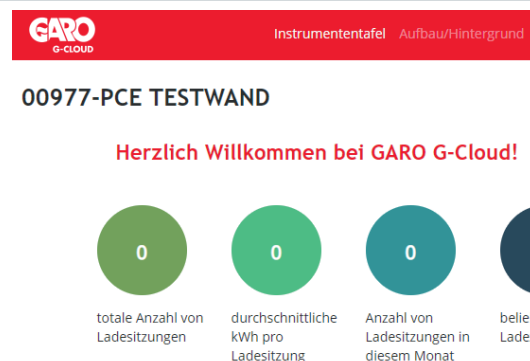 GARO
G-CLOUD
Instrumententafel Aufbau/Hintergrund
00977-PCE TESTWAND
Herzlich Willkommen bei GARO G-Cloud!
0 0 0
totale Anzahl von
Ladesitzungen
durchschnittliche
kWh pro
Ladesitzung
Anzahl von
Ladesitzungen in
diesem Monat